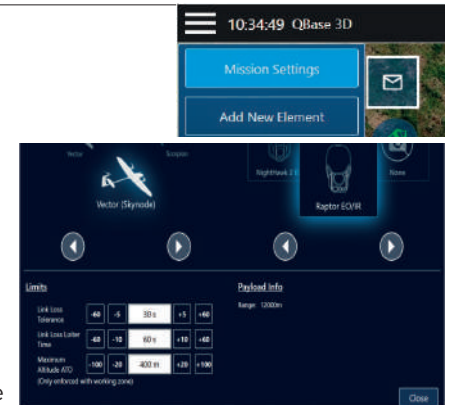 10:34:49 QBase 3D
Mission Settings
Add New Element
Vector
Scorpion
NightHawk 2
None
Vector (Skynode)
Raptor EO/IR
Limits
Payload Info
Link Loss Tolerance -60 -5 30 s +5 +60
Range: 12000m
Link Loss Loiter Time -60 -10 60 s +10 +60
Maximum Altitude ATO -100 -20 400 m +20 +100
(Only enforced with working zone)
Close